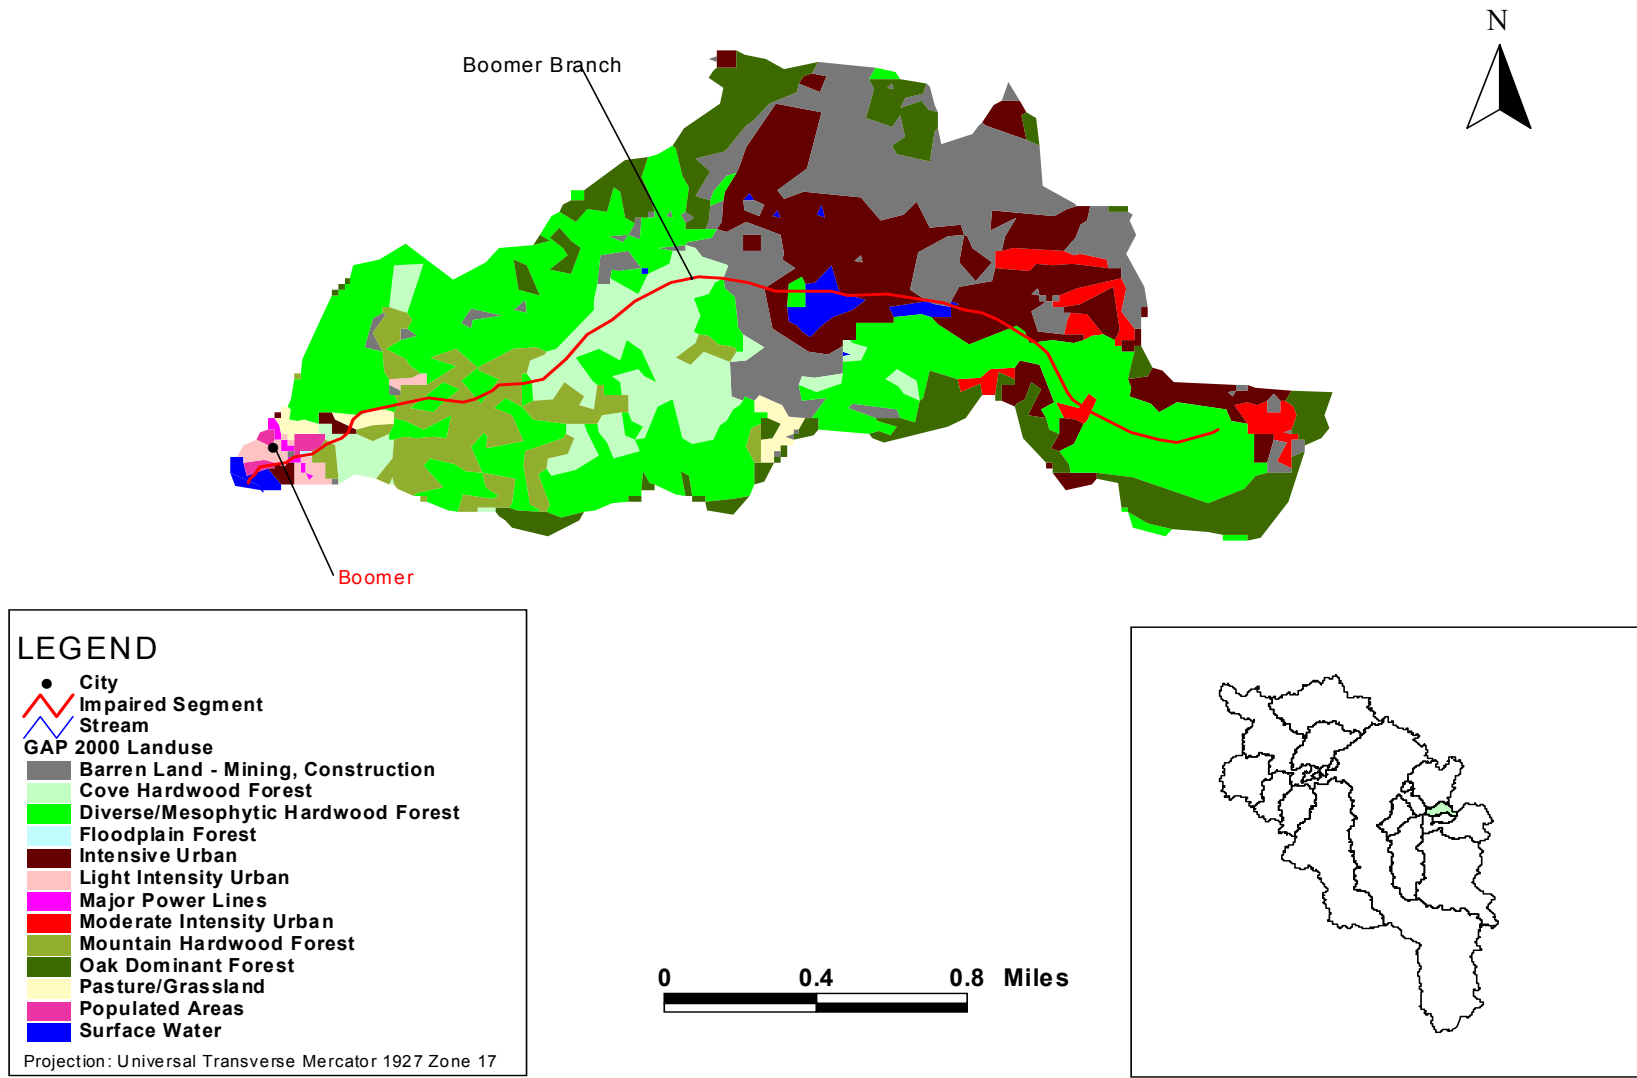 N
Boomer Branch
Boomer
LEGEND
City
Impaired Segment
Stream
GAP 2000 Landuse
Barren Land - Mining, Construction
Cove Hardwood Forest
Diverse/Mesophytic Hardwood Forest
Floodplain Forest
Intensive Urban
Light Intensity Urban
Major Power Lines
Moderate Intensity Urban
Mountain Hardwood Forest
Oak Dominant Forest
Pasture/Grassland
Populated Areas
Surface Water
Projection: Universal Transverse Mercator 1927 Zone 17
0 0.4 0.8 Miles